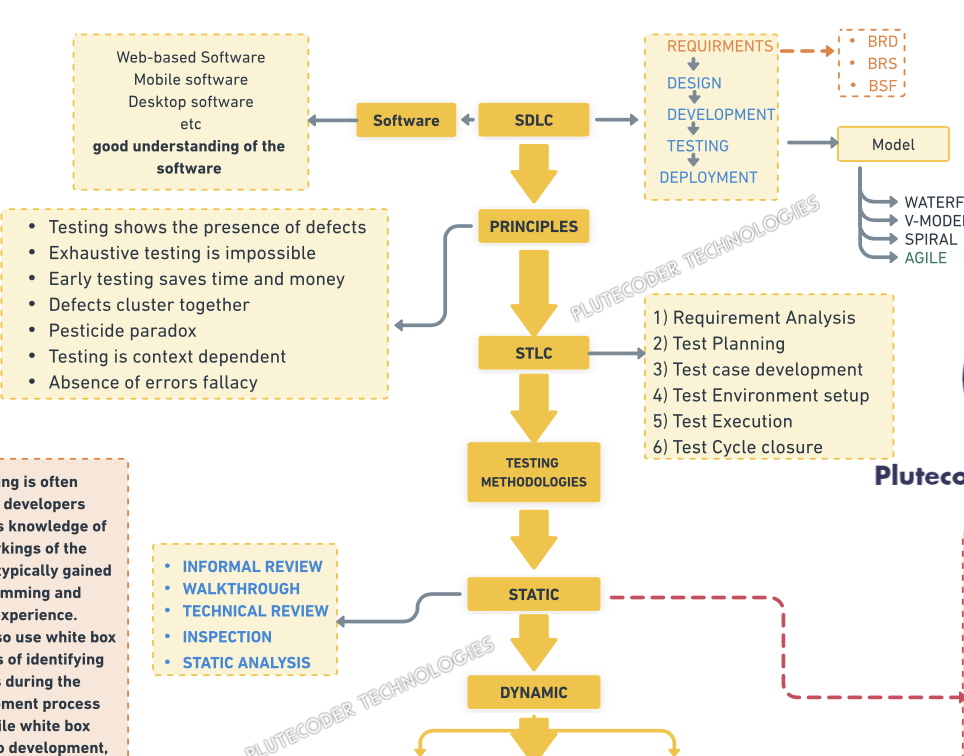 Web-based Software
Mobile software
Desktop software
etc
good understanding of the
software
Software
SDLC
REQUIRMENTS
DESIGN
DEVELOPMENT
TESTING
DEPLOYMENT
• BRD
• BRS
• BSF
Model
WATERF
V-MODEL
SPIRAL
AGILE
PRINCIPLES
• Testing shows the presence of defects
• Exhaustive testing is impossible
• Early testing saves time and money
• Defects cluster together
• Pesticide paradox
• Testing is context dependent
• Absence of errors fallacy
PLUTECODER TECHNOLOGIES
STLC
1) Requirement Analysis
2) Test Planning
3) Test case development
4) Test Environment setup
5) Test Execution
6) Test Cycle closure
Pluteco
TESTING
METHODOLOGIES
ing is often
developers
s knowledge of
rkings of the
typically gained
mming and
experience.
so use white box
s of identifying
s during the
pment process
ile white box
o development,
STATIC
• INFORMAL REVIEW
• WALKTHROUGH
• TECHNICAL REVIEW
• INSPECTION
• STATIC ANALYSIS
PLUTECODER TECHNOLOGIES
DYNAMIC